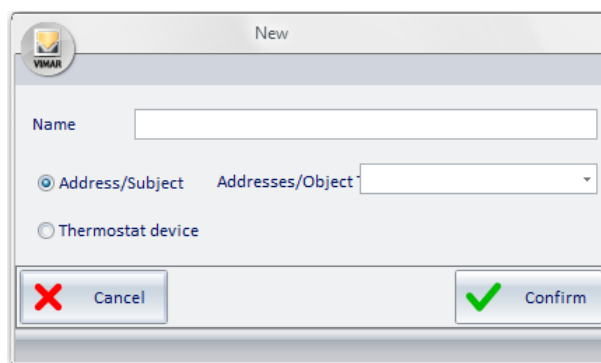 New
VIMAR
Name
Address/Subject Addresses/Object
Thermostat device
Cancel Confirm